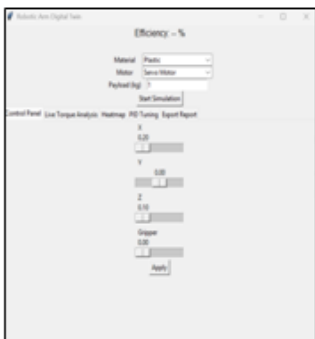 Robotic Arm Digital Twin
Efficiency: -- %
Material Plastic
Motor Servo Motor
Payload (kg) 1
Start Simulation
Control Panel Live Torque Analysis Heatmap PID Tuning Export Report
X
0.20
Y
0.00
Z
0.10
Gripper
0.00
Apply